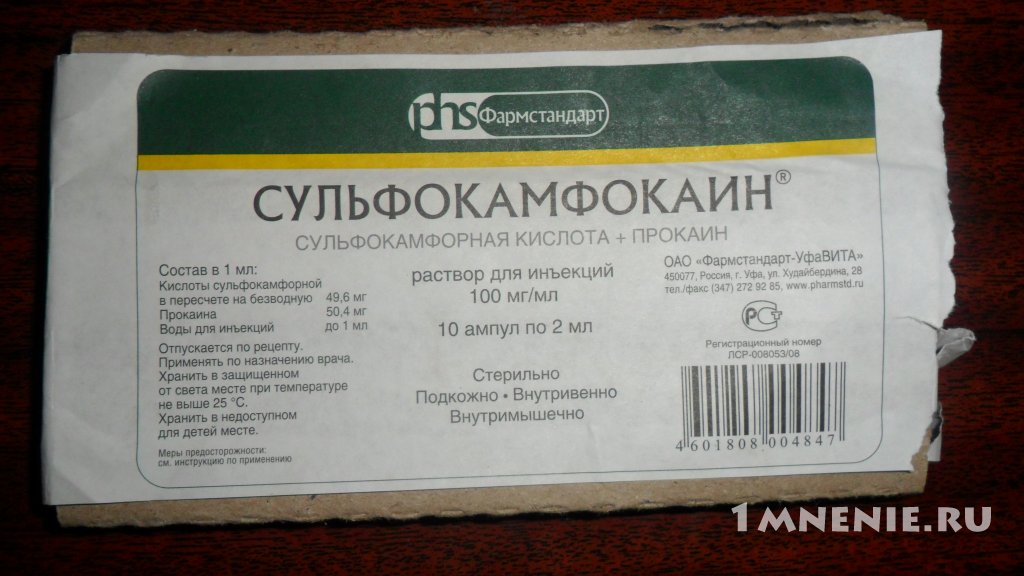 phs Фармстандарт
СУЛЬФОКАМФОКАИН®
СУЛЬФОКАМФОРНАЯ КИСЛОТА + ПРОКАИН
Состав в 1 мл:
Кислоты сульфокамфорной
в пересчете на безводную 49,6 мг
Прокаина 50,4 мг
Воды для инъекций до 1 мл
Отпускается по рецепту.
Применять по назначению врача.
Хранить в защищенном
от света месте при температуре
не выше 25 °С.
Хранить в недоступном
для детей месте.
Меры предосторожности:
см. инструкцию по применению
раствор для инъекций
100 мг/мл
10 ампул по 2 мл
Стерильно
Подкожно • Внутривенно
Внутримышечно
ОАО «Фармстандарт-УфаВИТА»
450077, Россия, г. Уфа, ул. Худайбердина, 28
тел./факс (347) 272 92 85, www.pharmstd.ru
РСТ
Регистрационный номер
ЛСР-008053/08
4 601808 004847
1MNENIE.RU